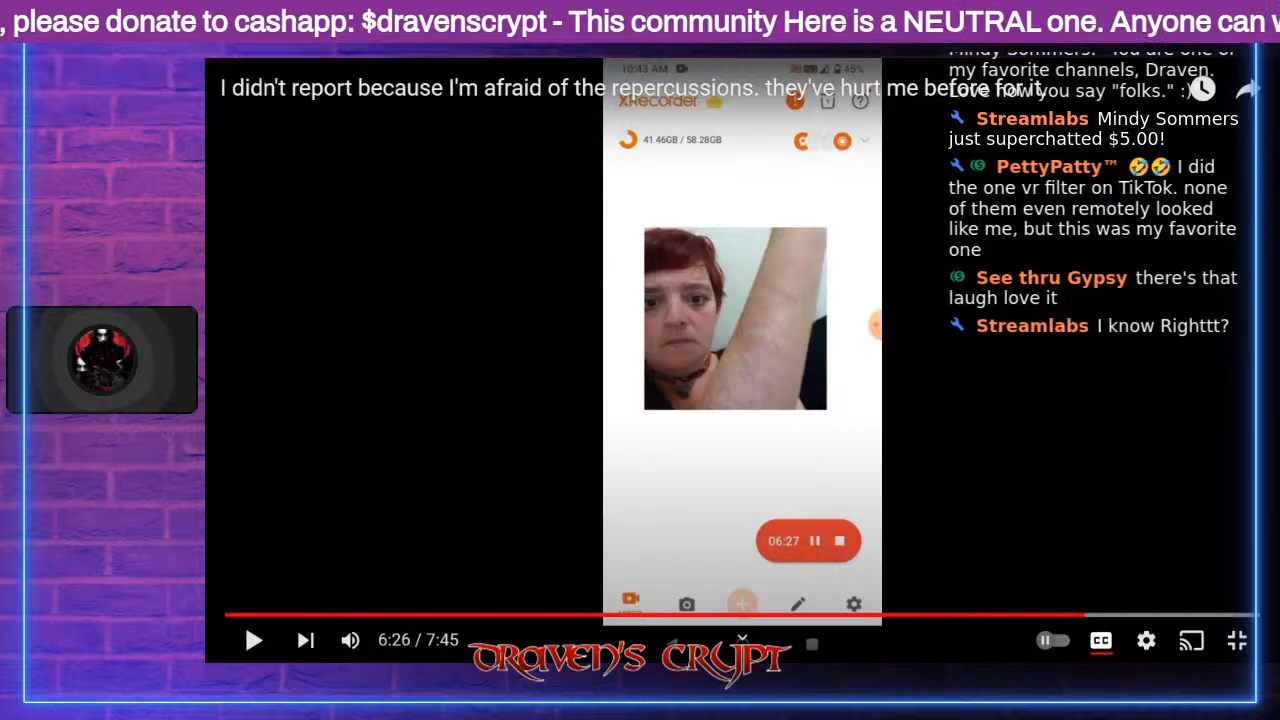 , please donate to cashapp: $dravenscrypt - This community Here is a NEUTRAL one. Anyone can
I didn't report because I'm afraid of the repercussions. they've hurt me before for it.
10:43 AM
45%
XRecorder
41.46GB / 58.28GB
06:27
6:26 / 7:45
CC
DRAVEN'S CRYPT
Mindy Sommers: "You are one of
my favorite channels, Draven.
Love how you say "folks." :)
Streamlabs Mindy Sommers
just superchatted $5.00!
PettyPatty™ 🤣🤣 I did
the one vr filter on TikTok. none
of them even remotely looked
like me, but this was my favorite
one
See thru Gypsy there's that
laugh love it
Streamlabs I know Righttt?